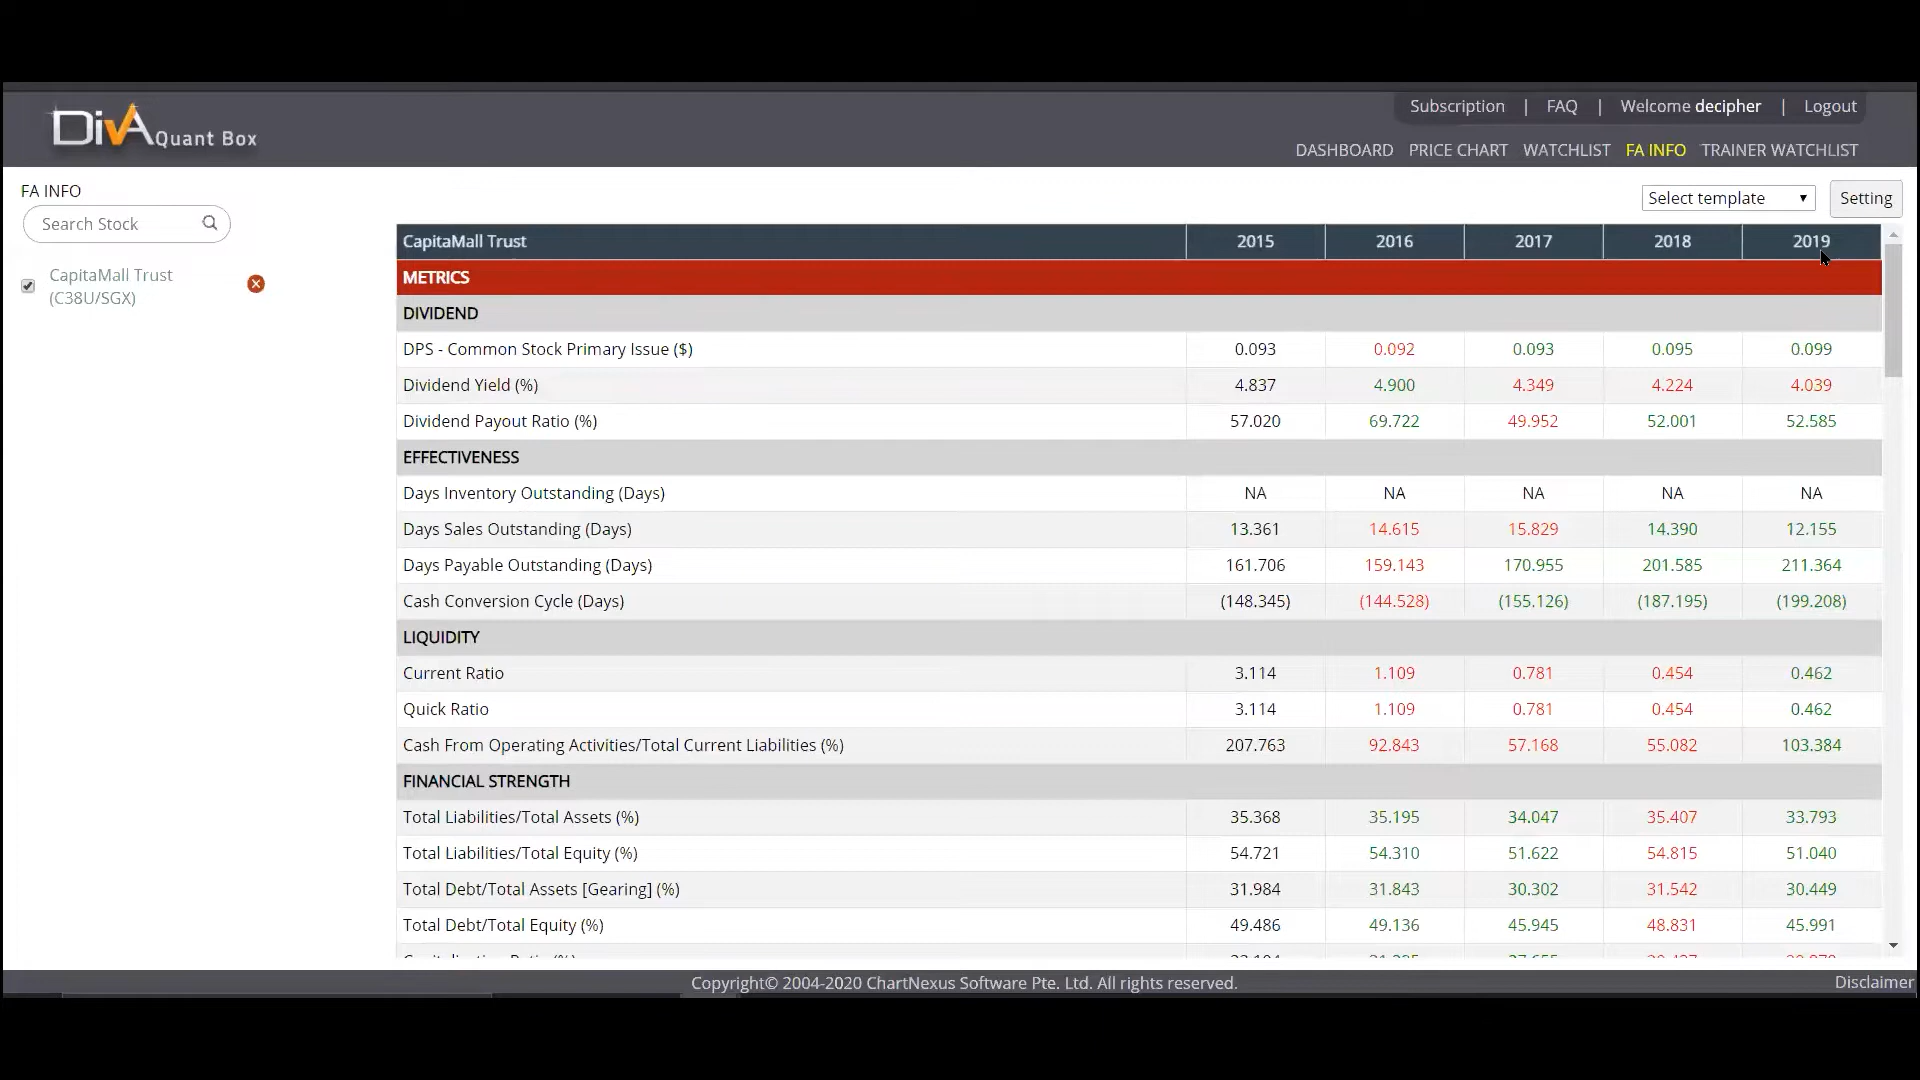 Subscription | FAQ | Welcome decipher | Logout
DivA Quant Box
DASHBOARD PRICE CHART WATCHLIST FA INFO TRAINER WATCHLIST
FA INFO
Search Stock
CapitaMall Trust
(C38U/SGX)
Select template
Setting
CapitaMall Trust 2015 2016 2017 2018 2019
METRICS
DIVIDEND
DPS - Common Stock Primary Issue ($) 0.093 0.092 0.093 0.095 0.099
Dividend Yield (%) 4.837 4.900 4.349 4.224 4.039
Dividend Payout Ratio (%) 57.020 69.722 49.952 52.001 52.585
EFFECTIVENESS
Days Inventory Outstanding (Days) NA NA NA NA NA
Days Sales Outstanding (Days) 13.361 14.615 15.829 14.390 12.155
Days Payable Outstanding (Days) 161.706 159.143 170.955 201.585 211.364
Cash Conversion Cycle (Days) (148.345) (144.528) (155.126) (187.195) (199.208)
LIQUIDITY
Current Ratio 3.114 1.109 0.781 0.454 0.462
Quick Ratio 3.114 1.109 0.781 0.454 0.462
Cash From Operating Activities/Total Current Liabilities (%) 207.763 92.843 57.168 55.082 103.384
FINANCIAL STRENGTH
Total Liabilities/Total Assets (%) 35.368 35.195 34.047 35.407 33.793
Total Liabilities/Total Equity (%) 54.721 54.310 51.622 54.815 51.040
Total Debt/Total Assets [Gearing] (%) 31.984 31.843 30.302 31.542 30.449
Total Debt/Total Equity (%) 49.486 49.136 45.945 48.831 45.991
Copyright© 2004-2020 ChartNexus Software Pte. Ltd. All rights reserved.
Disclaimer